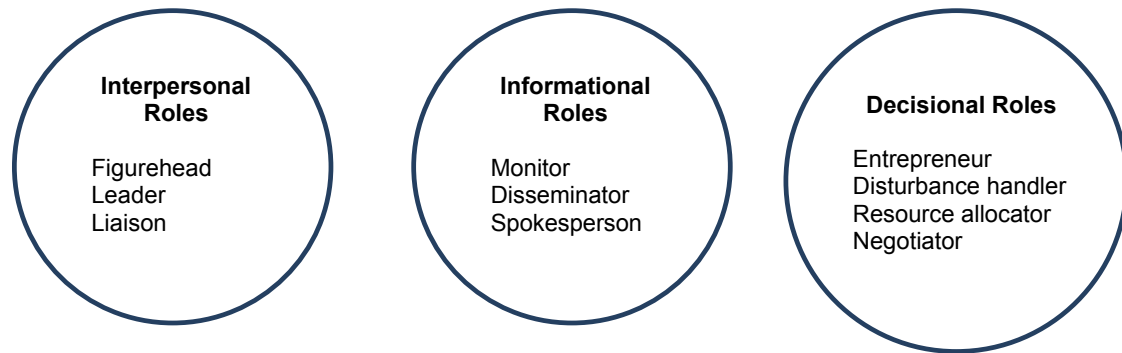 Interpersonal
Roles
Figurehead
Leader
Liaison
Informational
Roles
Monitor
Disseminator
Spokesperson
Decisional Roles
Entrepreneur
Disturbance handler
Resource allocator
Negotiator